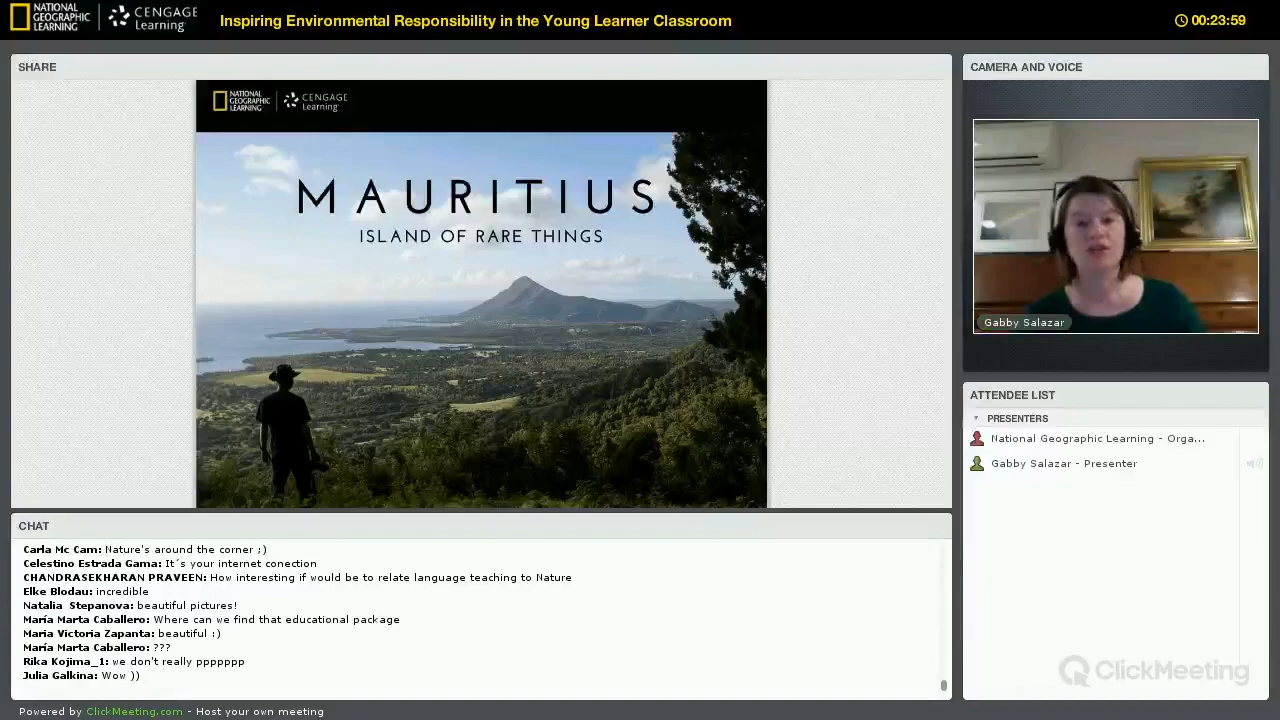 NATIONAL
GEOGRAPHIC
LEARNING
CENGAGE
Learning
Inspiring Environmental Responsibility in the Young Learner Classroom
00:23:59
SHARE
NATIONAL
GEOGRAPHIC
LEARNING
CENGAGE
Learning
MAURITIUS
ISLAND OF RARE THINGS
CAMERA AND VOICE
Gabby Salazar
ATTENDEE LIST
PRESENTERS
National Geographic Learning - Orga...
Gabby Salazar - Presenter
CHAT
Carla Mc Cam: Nature's around the corner ;)
Celestino Estrada Gama: It´s your internet conection
CHANDRASEKHARAN PRAVEEN: How interesting if would be to relate language teaching to Nature
Elke Blodau: incredible
Natalia Stepanova: beautiful pictures!
María Marta Caballero: Where can we find that educational package
Maria Victoria Zapanta: beautiful :)
María Marta Caballero: ???
Rika Kojima_1: we don't really ppppppp
Julia Galkina: Wow ))
ClickMeeting
Powered by ClickMeeting.com - Host your own meeting